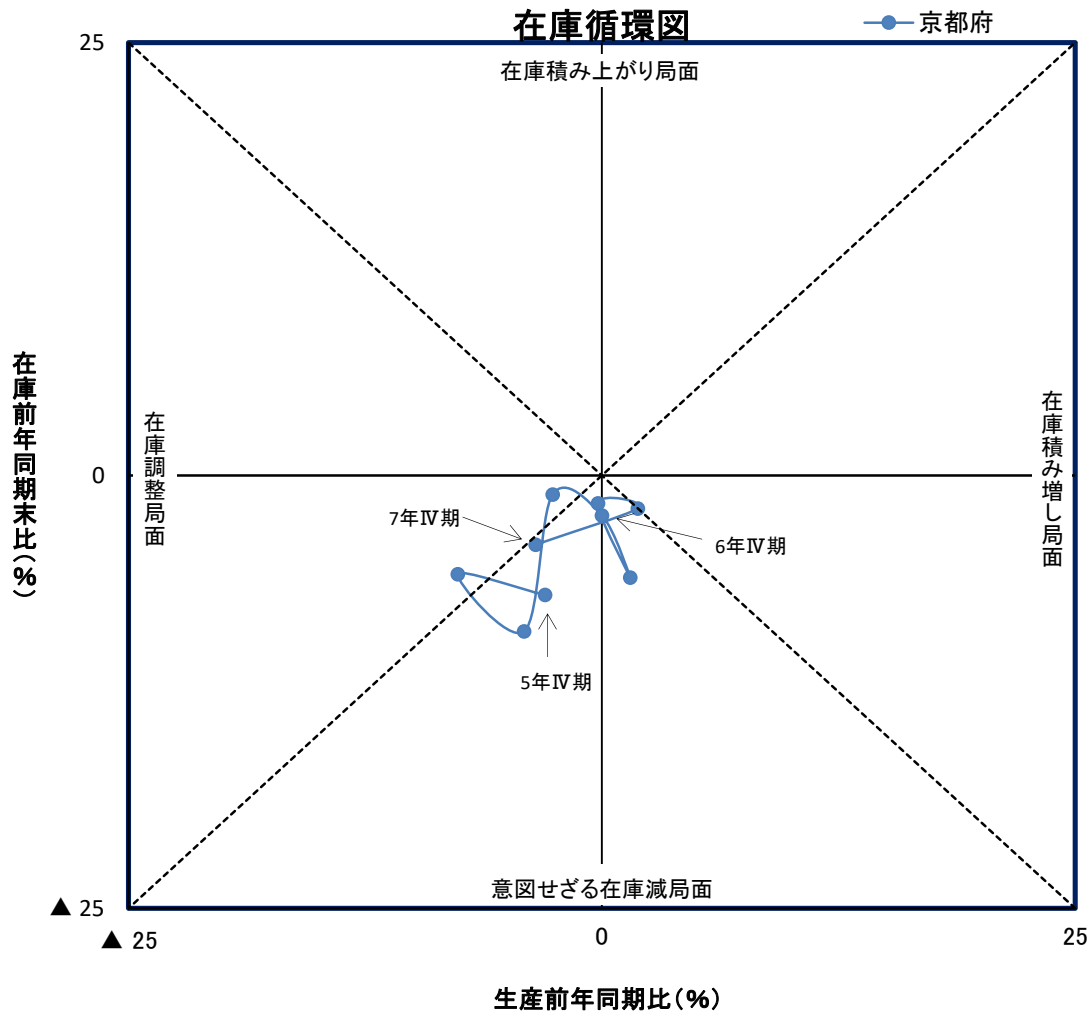 在庫循環図
京都府
25
在庫積み上がり局面
在庫前年同期末比(%)
0
在庫調整局面
在庫積み増し局面
7年Ⅳ期
6年Ⅳ期
5年Ⅳ期
意図せざる在庫減局面
▲ 25
▲ 25
0
25
生産前年同期比(%)